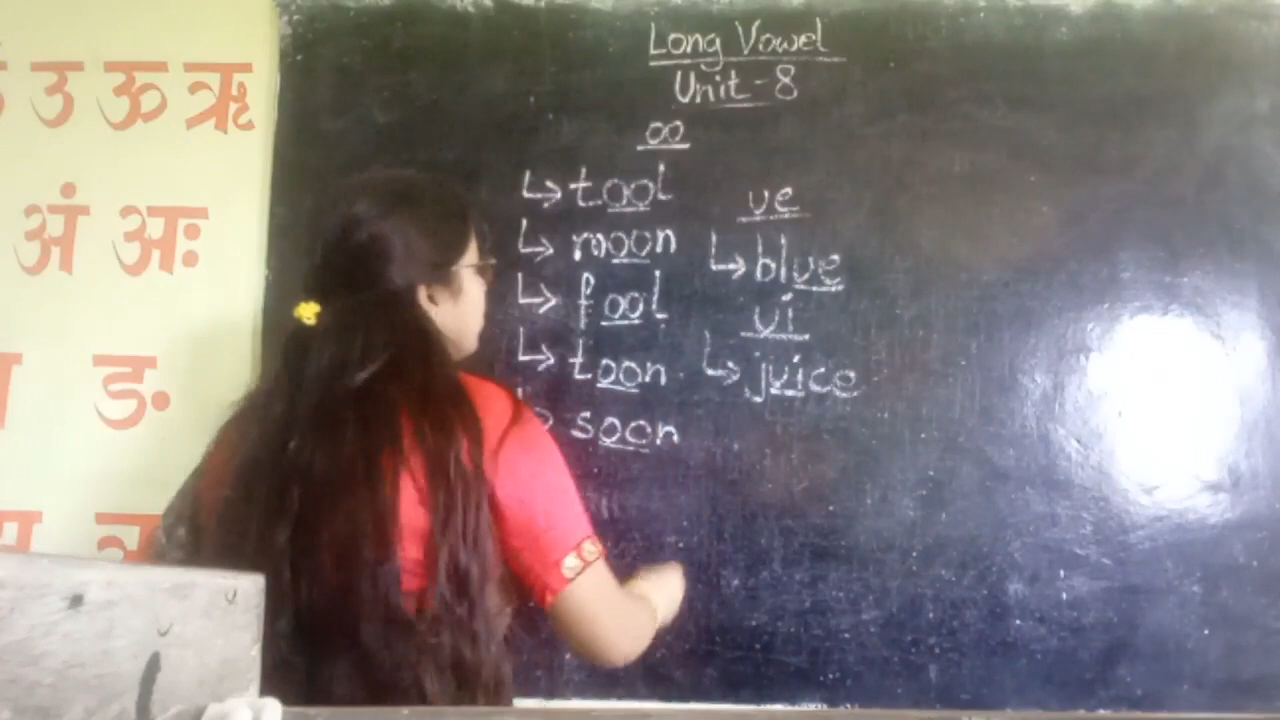 उ ऊ ऋ
अं अः
ङ
Long Vowel
Unit-8
oo
↳ tool
↳ moon
↳ fool
↳ toon
soon
ue
↳ blue
ui
↳ juice